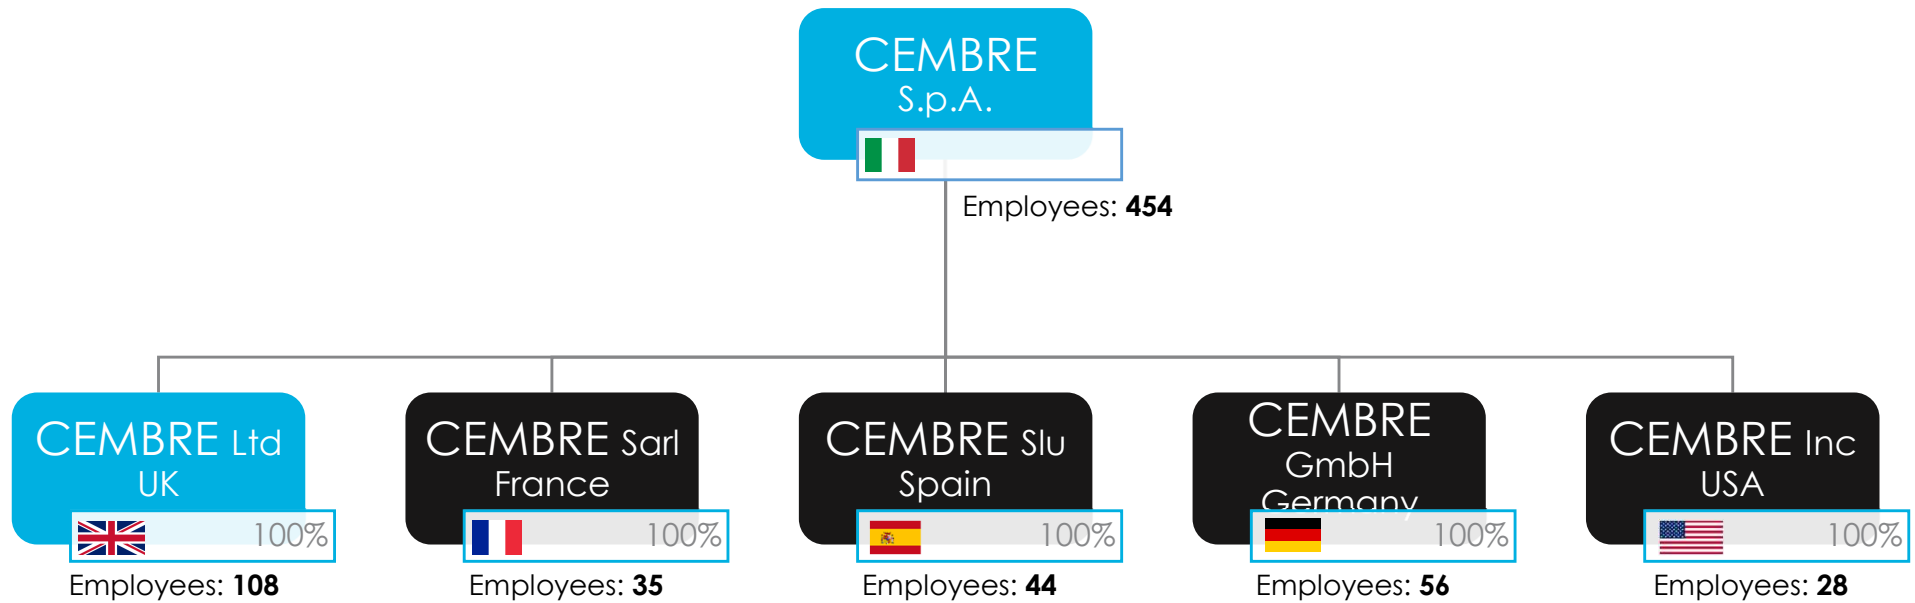 CEMBRE
S.p.A.
Employees: 454
CEMBRE Ltd
UK
100%
Employees: 108
CEMBRE Sarl
France
100%
Employees: 35
CEMBRE Slu
Spain
100%
Employees: 44
CEMBRE
GmbH
Germany
100%
Employees: 56
CEMBRE Inc
USA
100%
Employees: 28